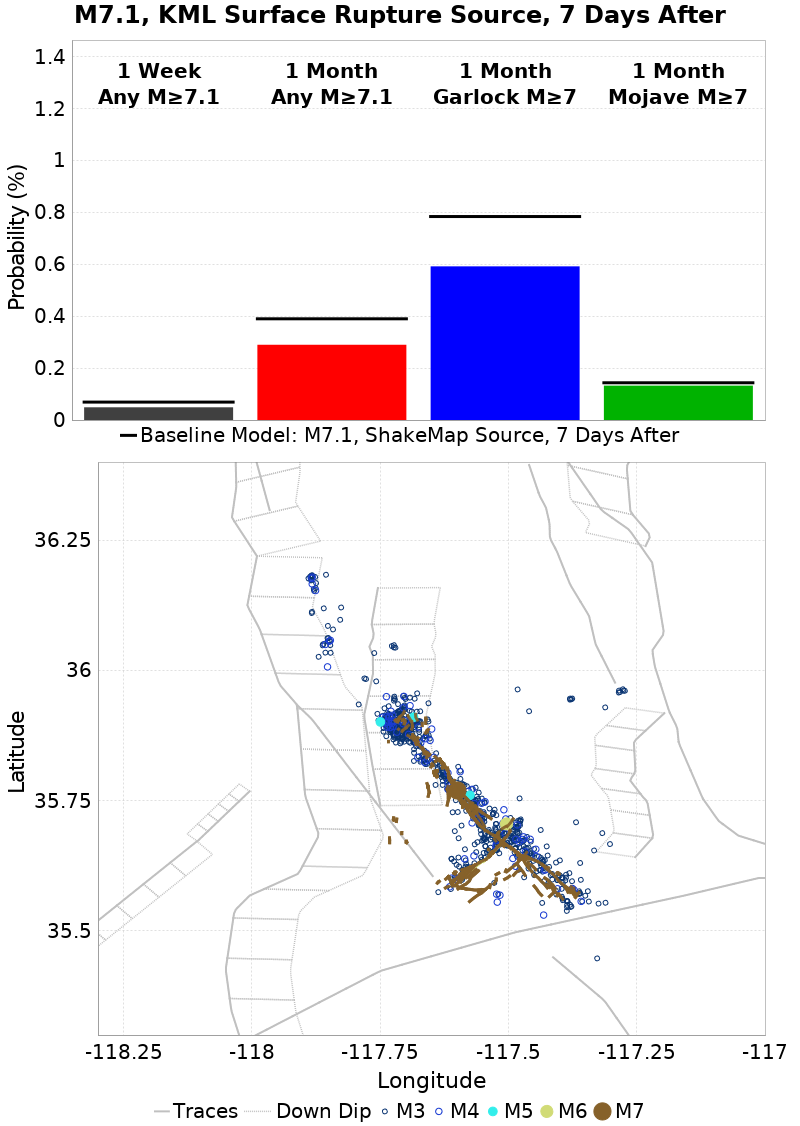 M7.1, KML Surface Rupture Source, 7 Days After
1.4
1.2
1
0.8
0.6
0.4
0.2
0
Probability (%)
1 Week
Any M≥7.1
1 Month
Any M≥7.1
1 Month
Garlock M≥7
1 Month
Mojave M≥7
Baseline Model: M7.1, ShakeMap Source, 7 Days After
36.25
36
35.75
35.5
Latitude
-118.25 -118 -117.75 -117.5 -117.25 -117
Longitude
Traces Down Dip M3 M4 M5 M6 M7